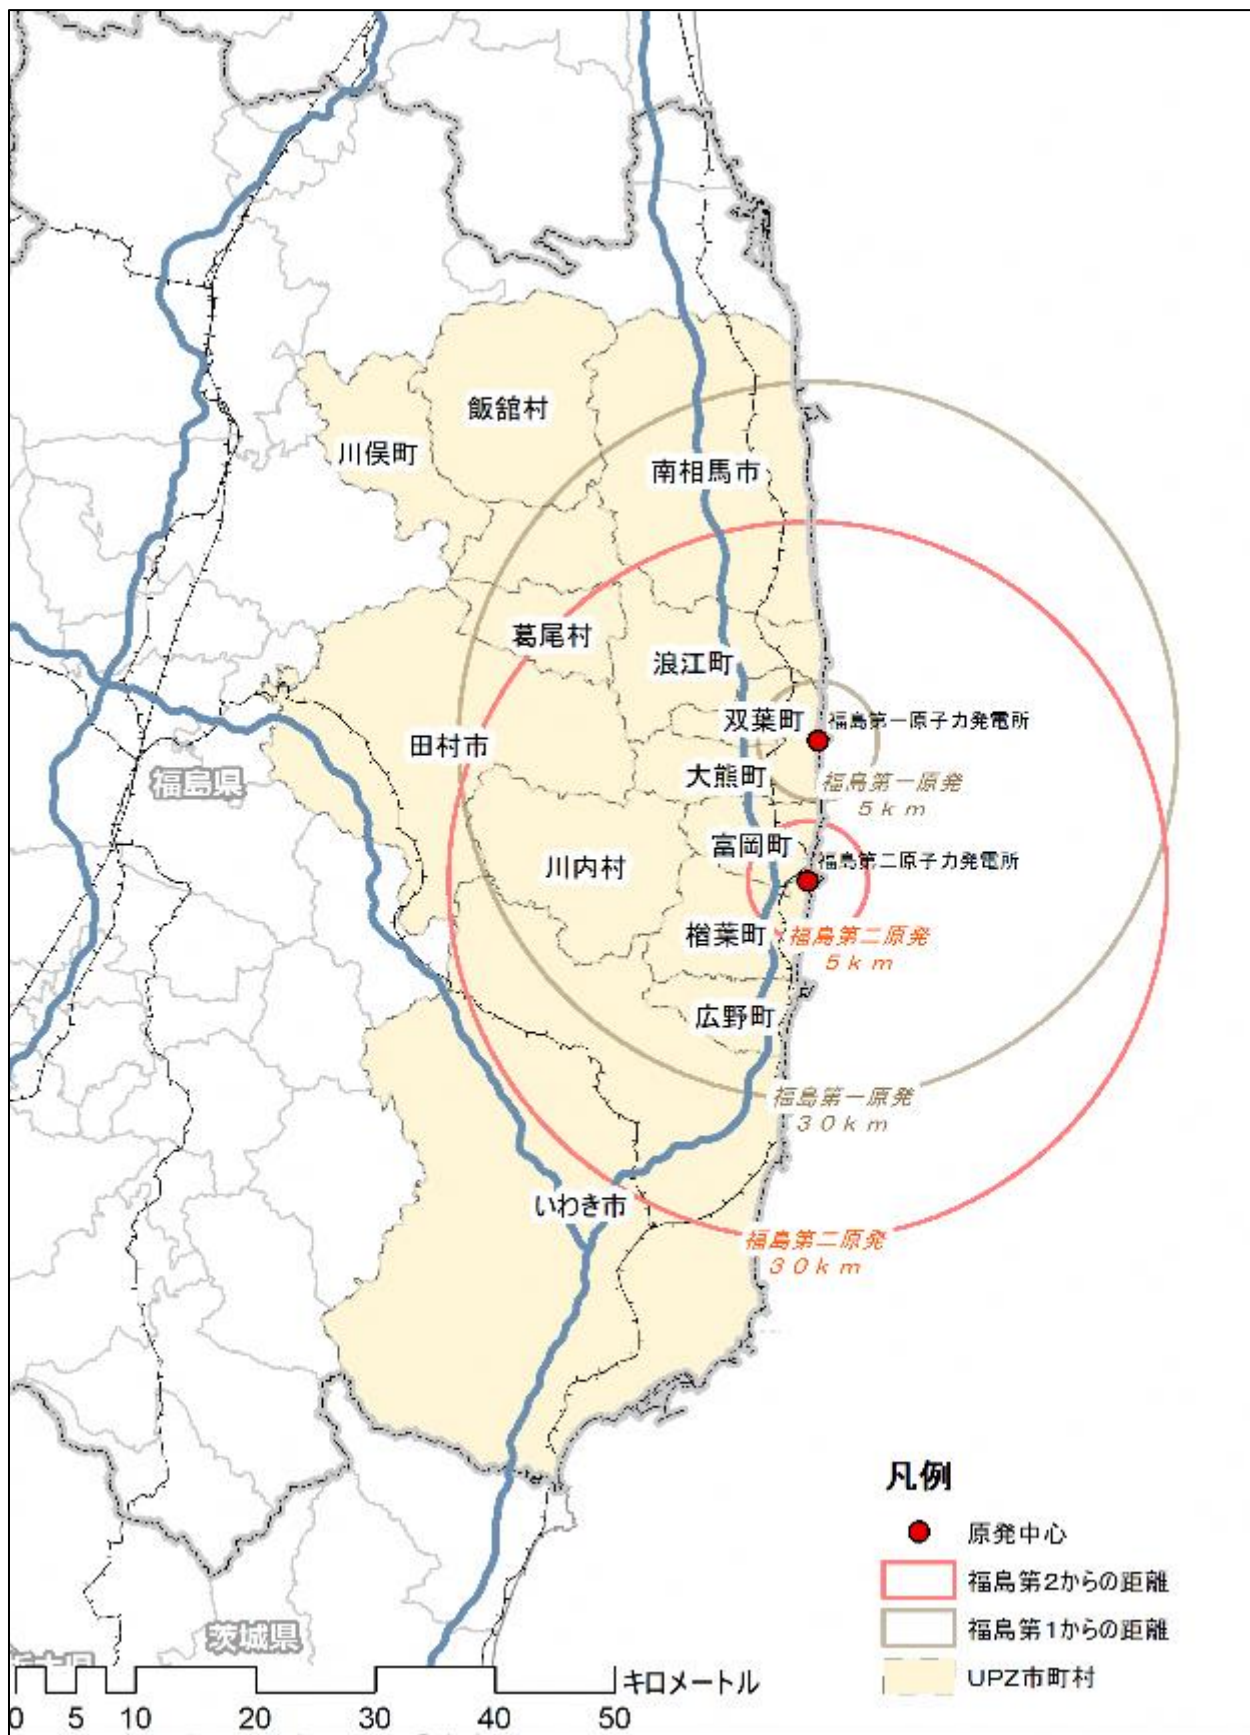 飯舘村
川俣町
南相馬市
葛尾村
浪江町
双葉町
福島第一原子力発電所
田村市
大熊町
福島県
福島第一原発
5km
富岡町
福島第二原子力発電所
川内村
楢葉町
福島第二原発
5km
広野町
福島第一原発
30km
いわき市
福島第二原発
30km
凡例
原発中心
福島第2からの距離
福島第1からの距離
UPZ市町村
茨城県
キロメートル
0 5 10 20 30 40 50